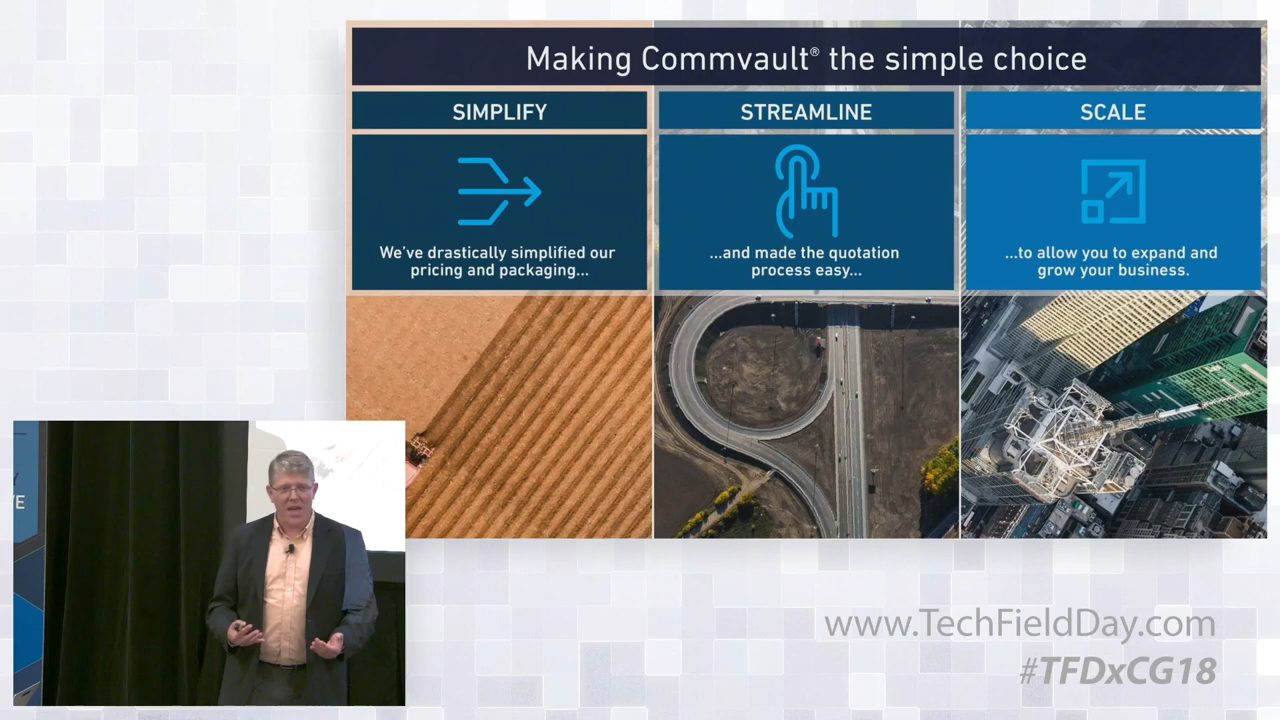 Making Commvault® the simple choice
SIMPLIFY
STREAMLINE
SCALE
We've drastically simplified our
pricing and packaging...
...and made the quotation
process easy...
...to allow you to expand and
grow your business.
www.TechFieldDay.com
#TFDxCG18